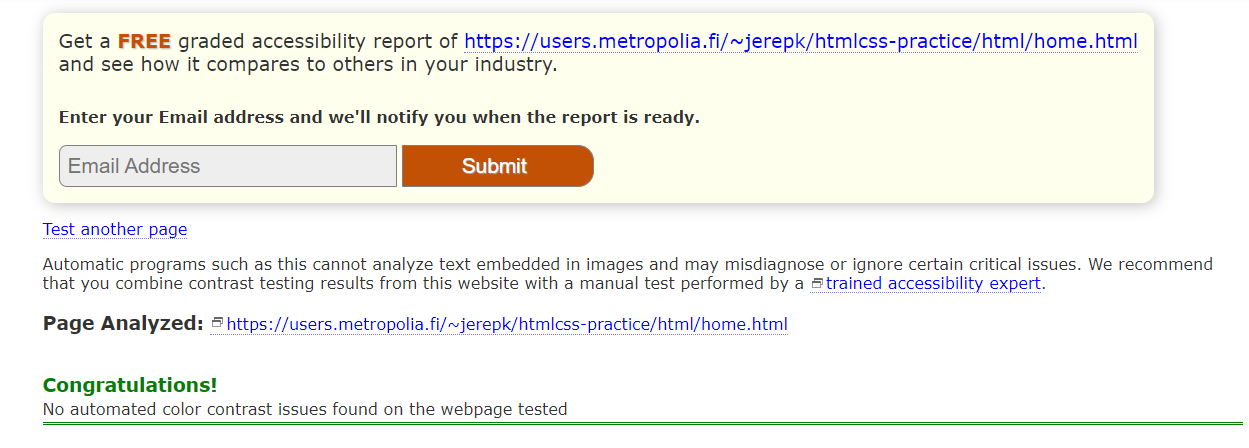 Get a FREE graded accessibility report of https://users.metropolia.fi/~jerepk/htmlcss-practice/html/home.html
and see how it compares to others in your industry.
Enter your Email address and we'll notify you when the report is ready.
Email Address Submit
Test another page
Automatic programs such as this cannot analyze text embedded in images and may misdiagnose or ignore certain critical issues. We recommend
that you combine contrast testing results from this website with a manual test performed by a trained accessibility expert.
Page Analyzed: https://users.metropolia.fi/~jerepk/htmlcss-practice/html/home.html
Congratulations!
No automated color contrast issues found on the webpage tested